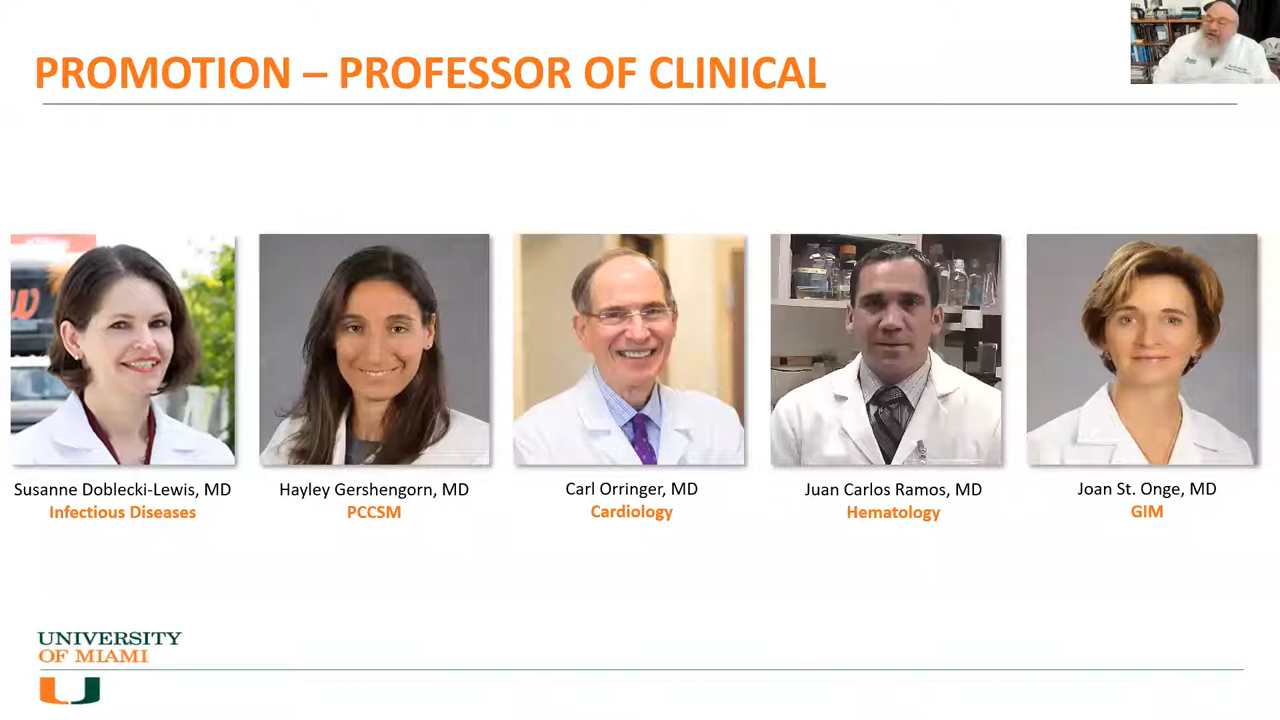 PROMOTION – PROFESSOR OF CLINICAL
Susanne Doblecki-Lewis, MD
Infectious Diseases
Hayley Gershengorn, MD
PCCSM
Carl Orringer, MD
Cardiology
Juan Carlos Ramos, MD
Hematology
Joan St. Onge, MD
GIM
UNIVERSITY
OF MIAMI